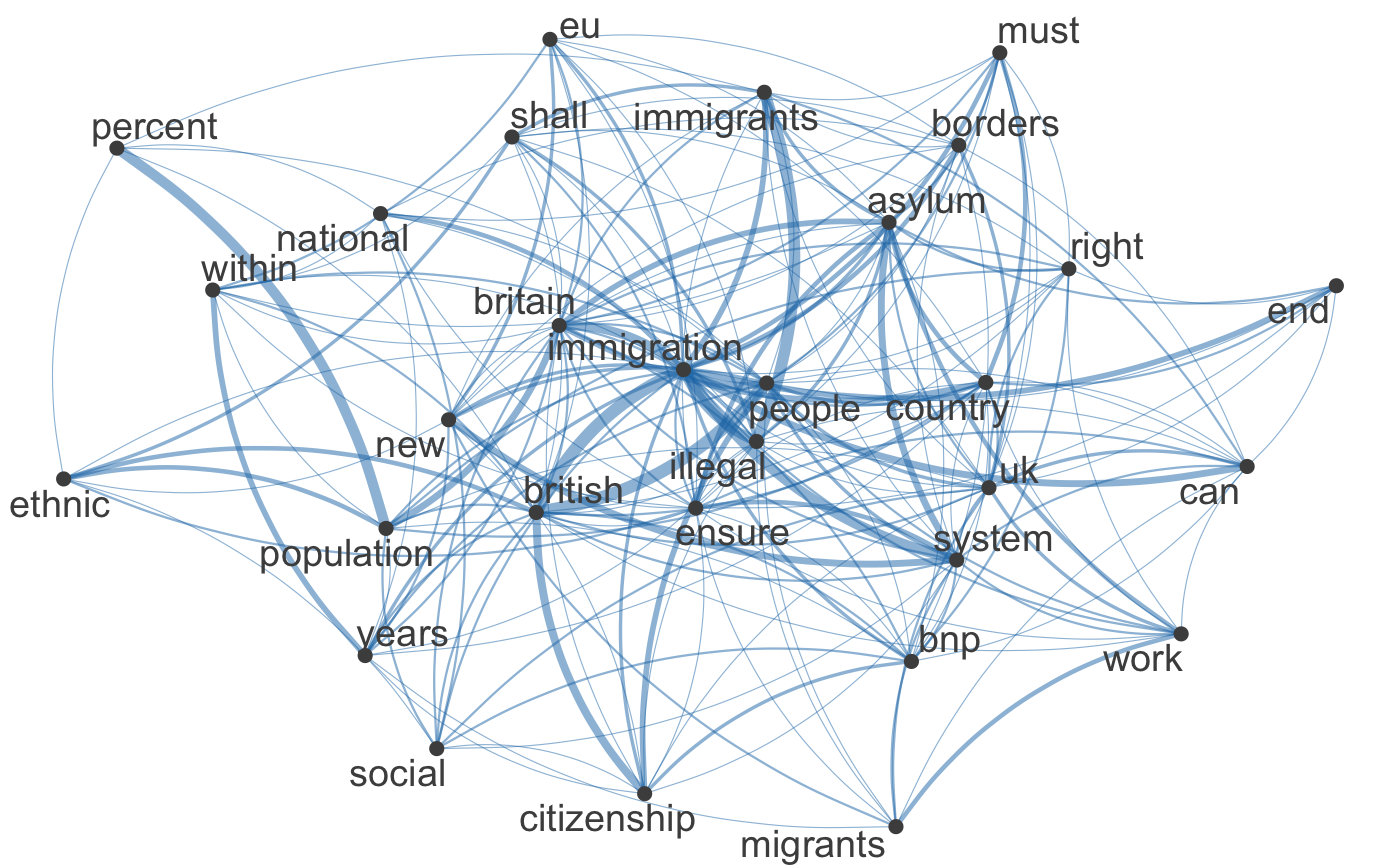 eu
must
shall
immigrants
borders
percent
asylum
national
right
within
britain
end
immigration
people
country
new
illegal
uk
british
can
ethnic
ensure
system
population
years
bnp
work
social
citizenship
migrants